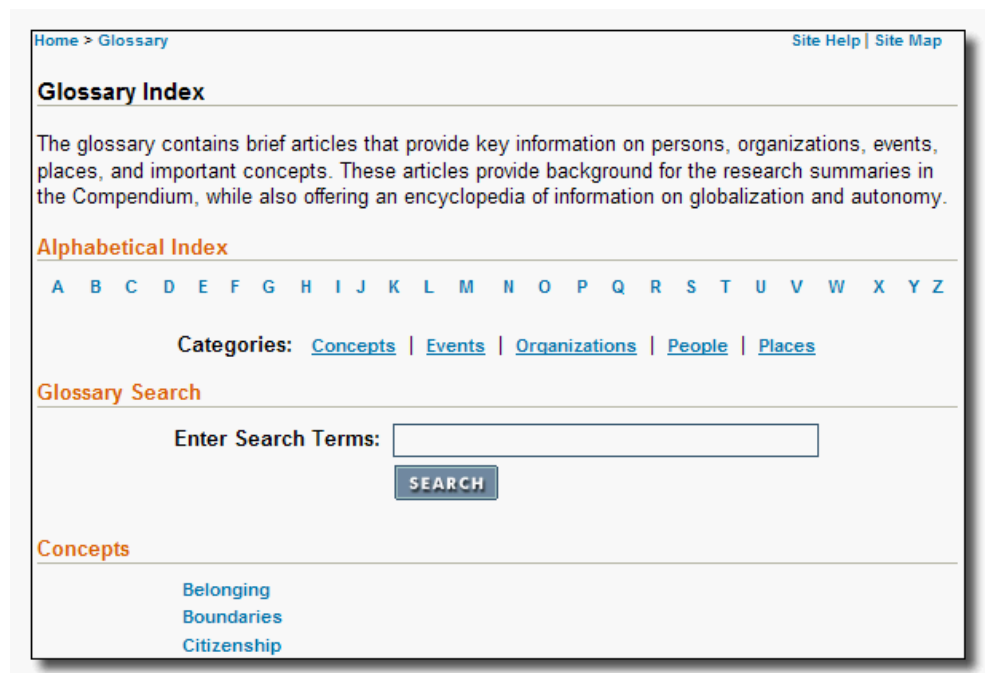 Home > Glossary Site Help | Site Map
Glossary Index
The glossary contains brief articles that provide key information on persons, organizations, events,
places, and important concepts. These articles provide background for the research summaries in
the Compendium, while also offering an encyclopedia of information on globalization and autonomy.
Alphabetical Index
A B C D E F G H I J K L M N O P Q R S T U V W X Y Z
Categories: Concepts | Events | Organizations | People | Places
Glossary Search
Enter Search Terms:
SEARCH
Concepts
Belonging
Boundaries
Citizenship